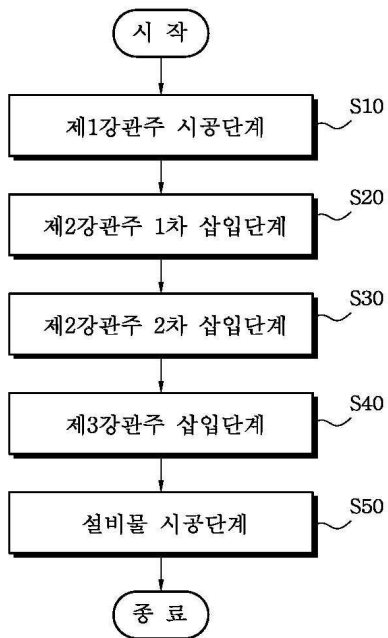 시 작
제1강관주 시공단계
S10
제2강관주 1차 삽입단계
S20
제2강관주 2차 삽입단계
S30
제3강관주 삽입단계
S40
설비물 시공단계
S50
종 료